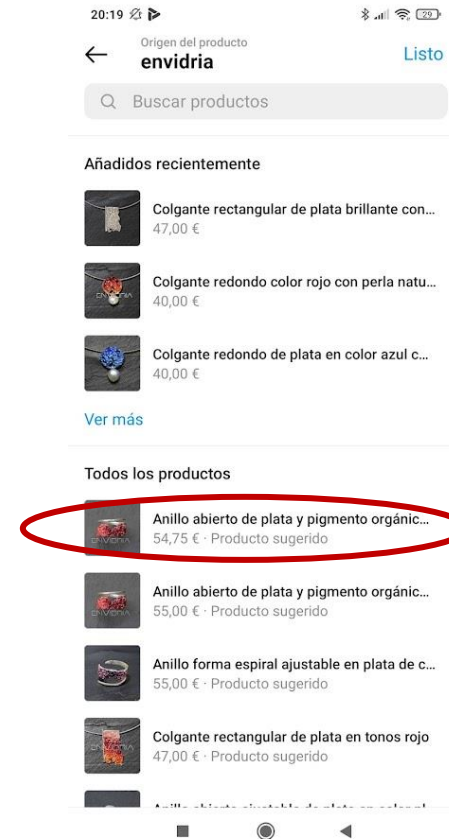 20:19
29
Origen del producto
envidria
Listo
Buscar productos
Añadidos recientemente
Colgante rectangular de plata brillante con...
47,00 €
Colgante redondo color rojo con perla natu...
40,00 €
Colgante redondo de plata en color azul c...
40,00 €
Ver más
Todos los productos
Anillo abierto de plata y pigmento orgánic...
54,75 € · Producto sugerido
Anillo abierto de plata y pigmento orgánic...
55,00 € · Producto sugerido
Anillo forma espiral ajustable en plata de c...
55,00 € · Producto sugerido
Colgante rectangular de plata en tonos rojo
47,00 € · Producto sugerido